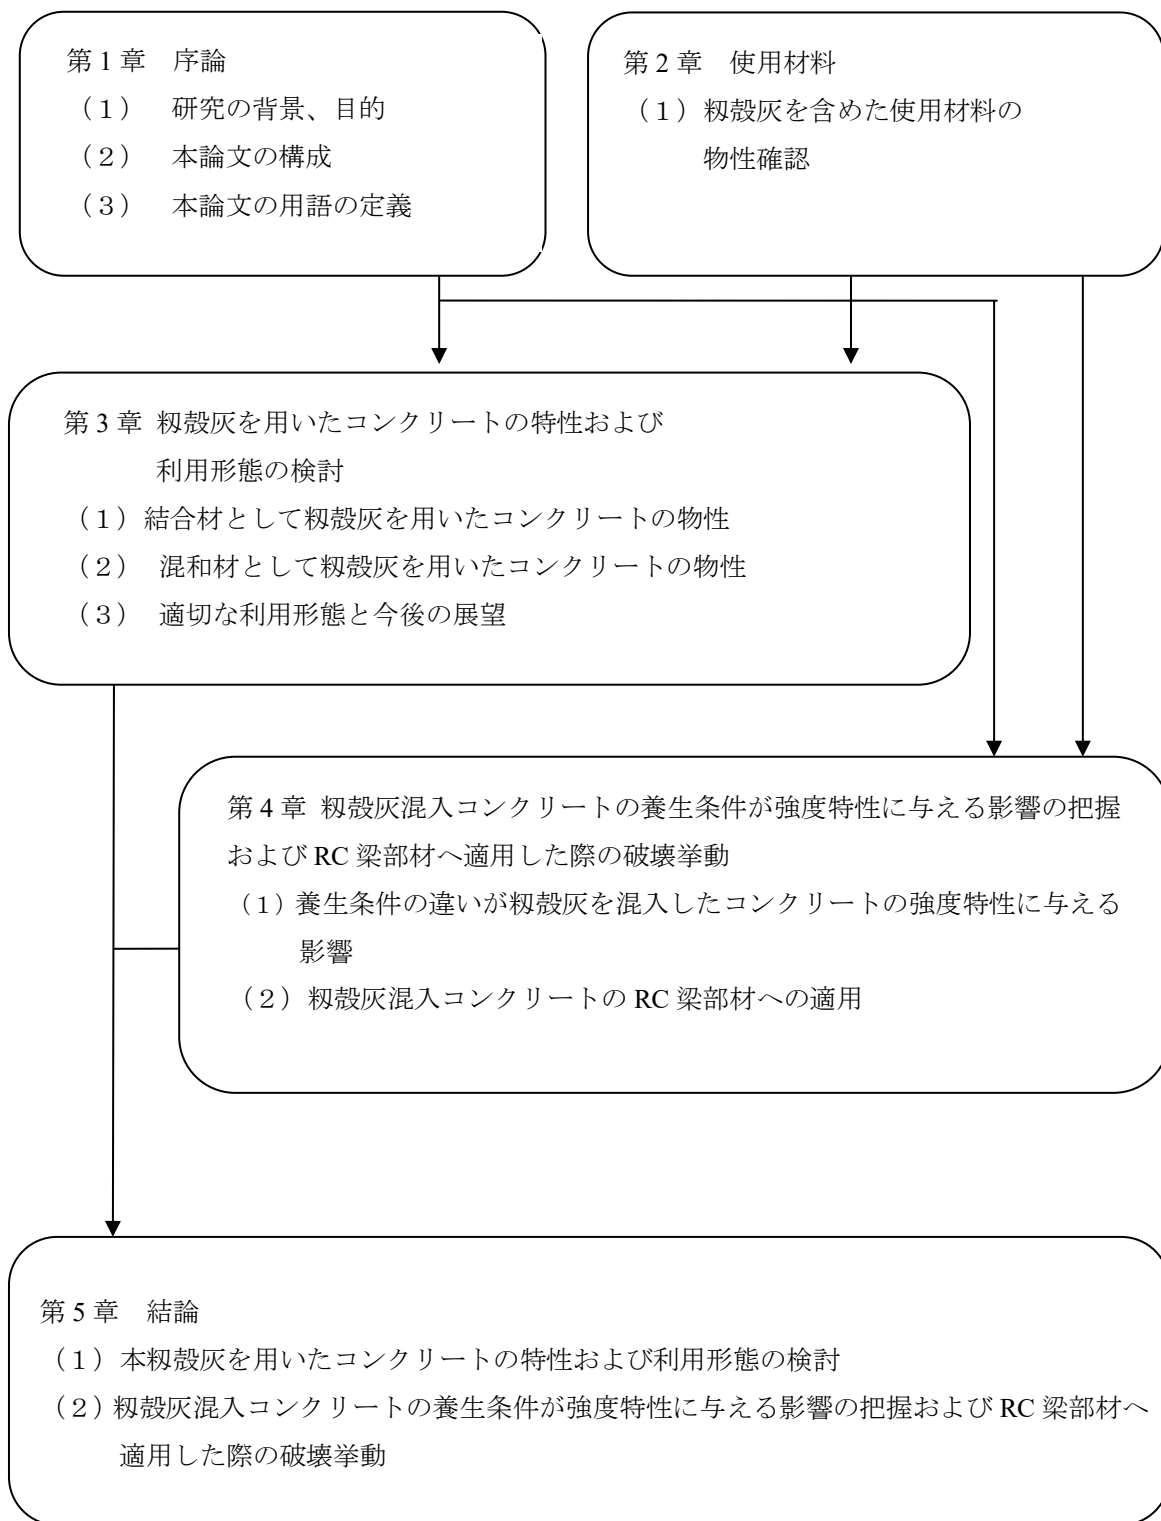 第1章　序論
（1）　研究の背景、目的
（2）　本論文の構成
（3）　本論文の用語の定義
第2章　使用材料
（1）籾殻灰を含めた使用材料の
物性確認
第3章 籾殻灰を用いたコンクリートの特性および
利用形態の検討
（1）結合材として籾殻灰を用いたコンクリートの物性
（2）　混和材として籾殻灰を用いたコンクリートの物性
（3）　適切な利用形態と今後の展望
第4章 籾殻灰混入コンクリートの養生条件が強度特性に与える影響の把握
および RC 梁部材へ適用した際の破壊挙動
（1）養生条件の違いが籾殻灰を混入したコンクリートの強度特性に与える
影響
（2）籾殻灰混入コンクリートの RC 梁部材への適用
第5章　結論
（1）本籾殻灰を用いたコンクリートの特性および利用形態の検討
（2）籾殻灰混入コンクリートの養生条件が強度特性に与える影響の把握および RC 梁部材へ
適用した際の破壊挙動